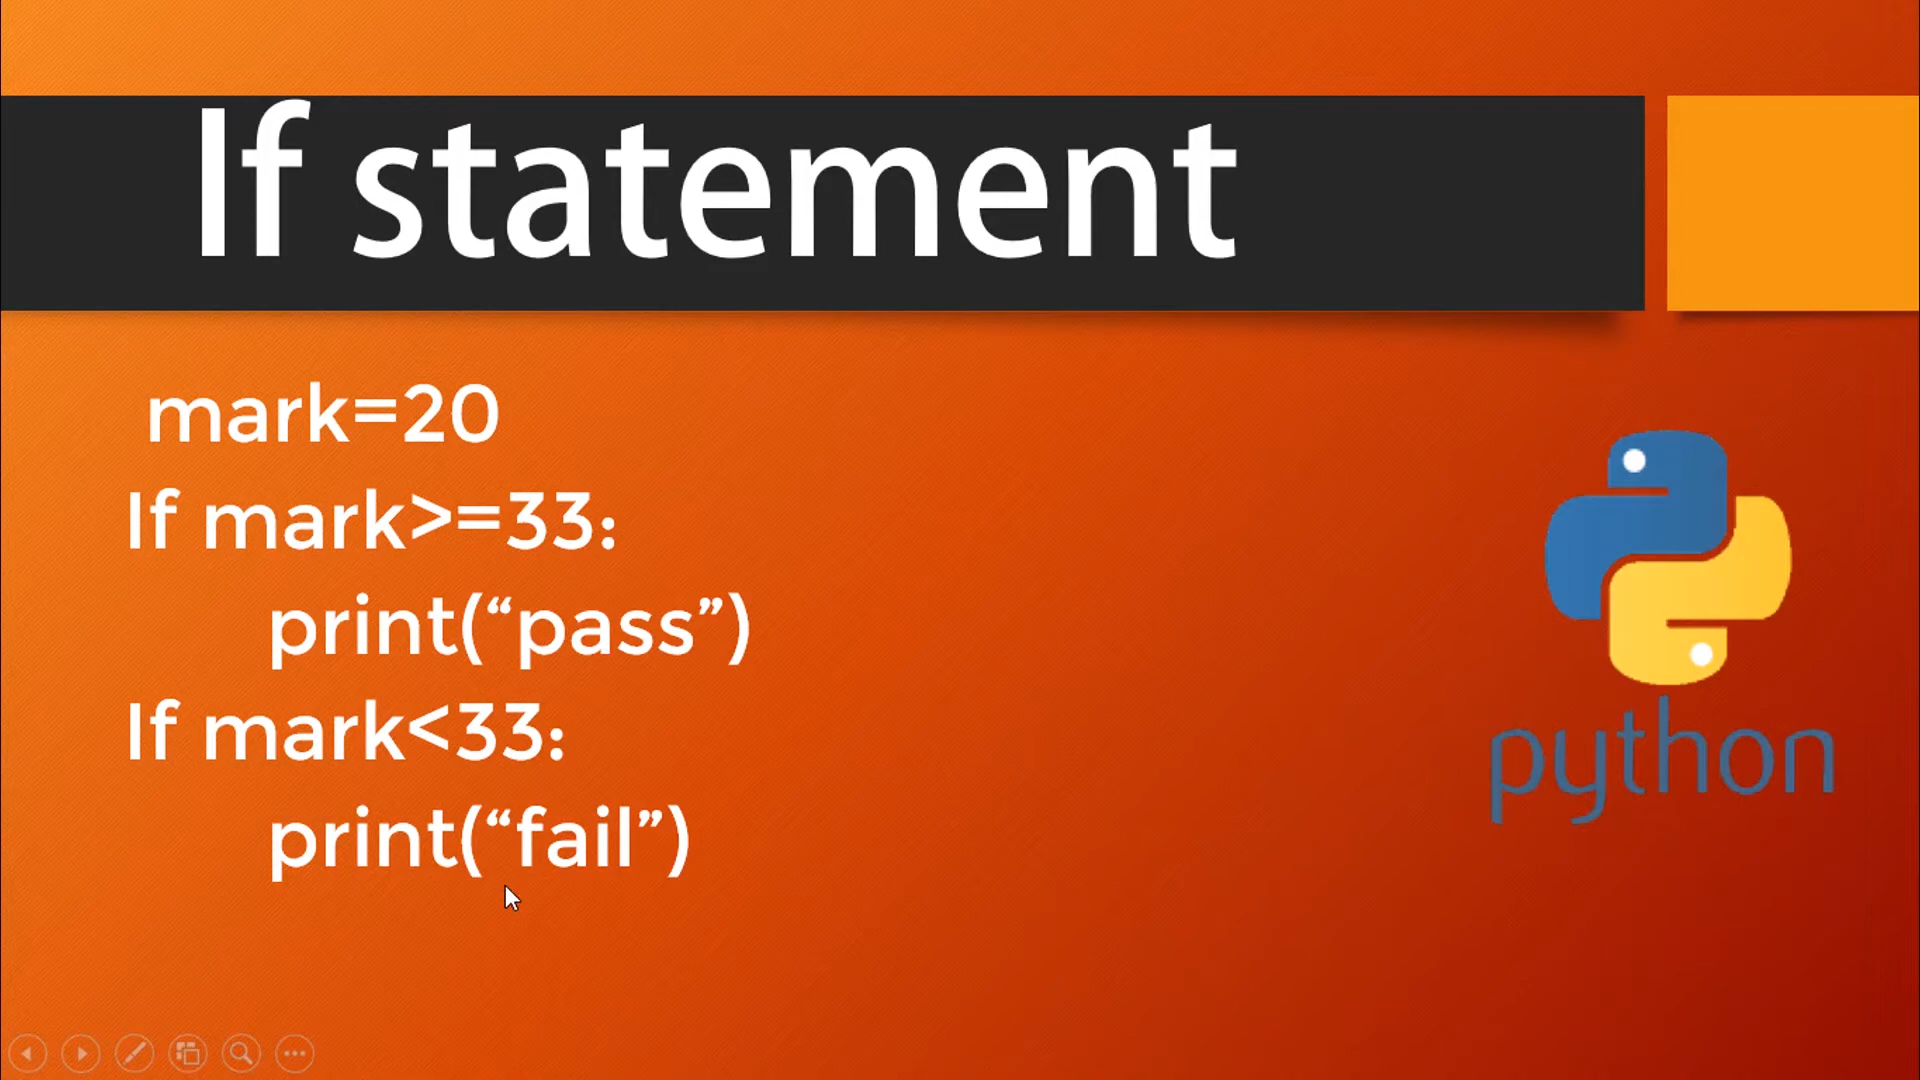 If statement
mark=20
If mark>=33:
print(“pass”)
If mark<33:
print(“fail”)
python